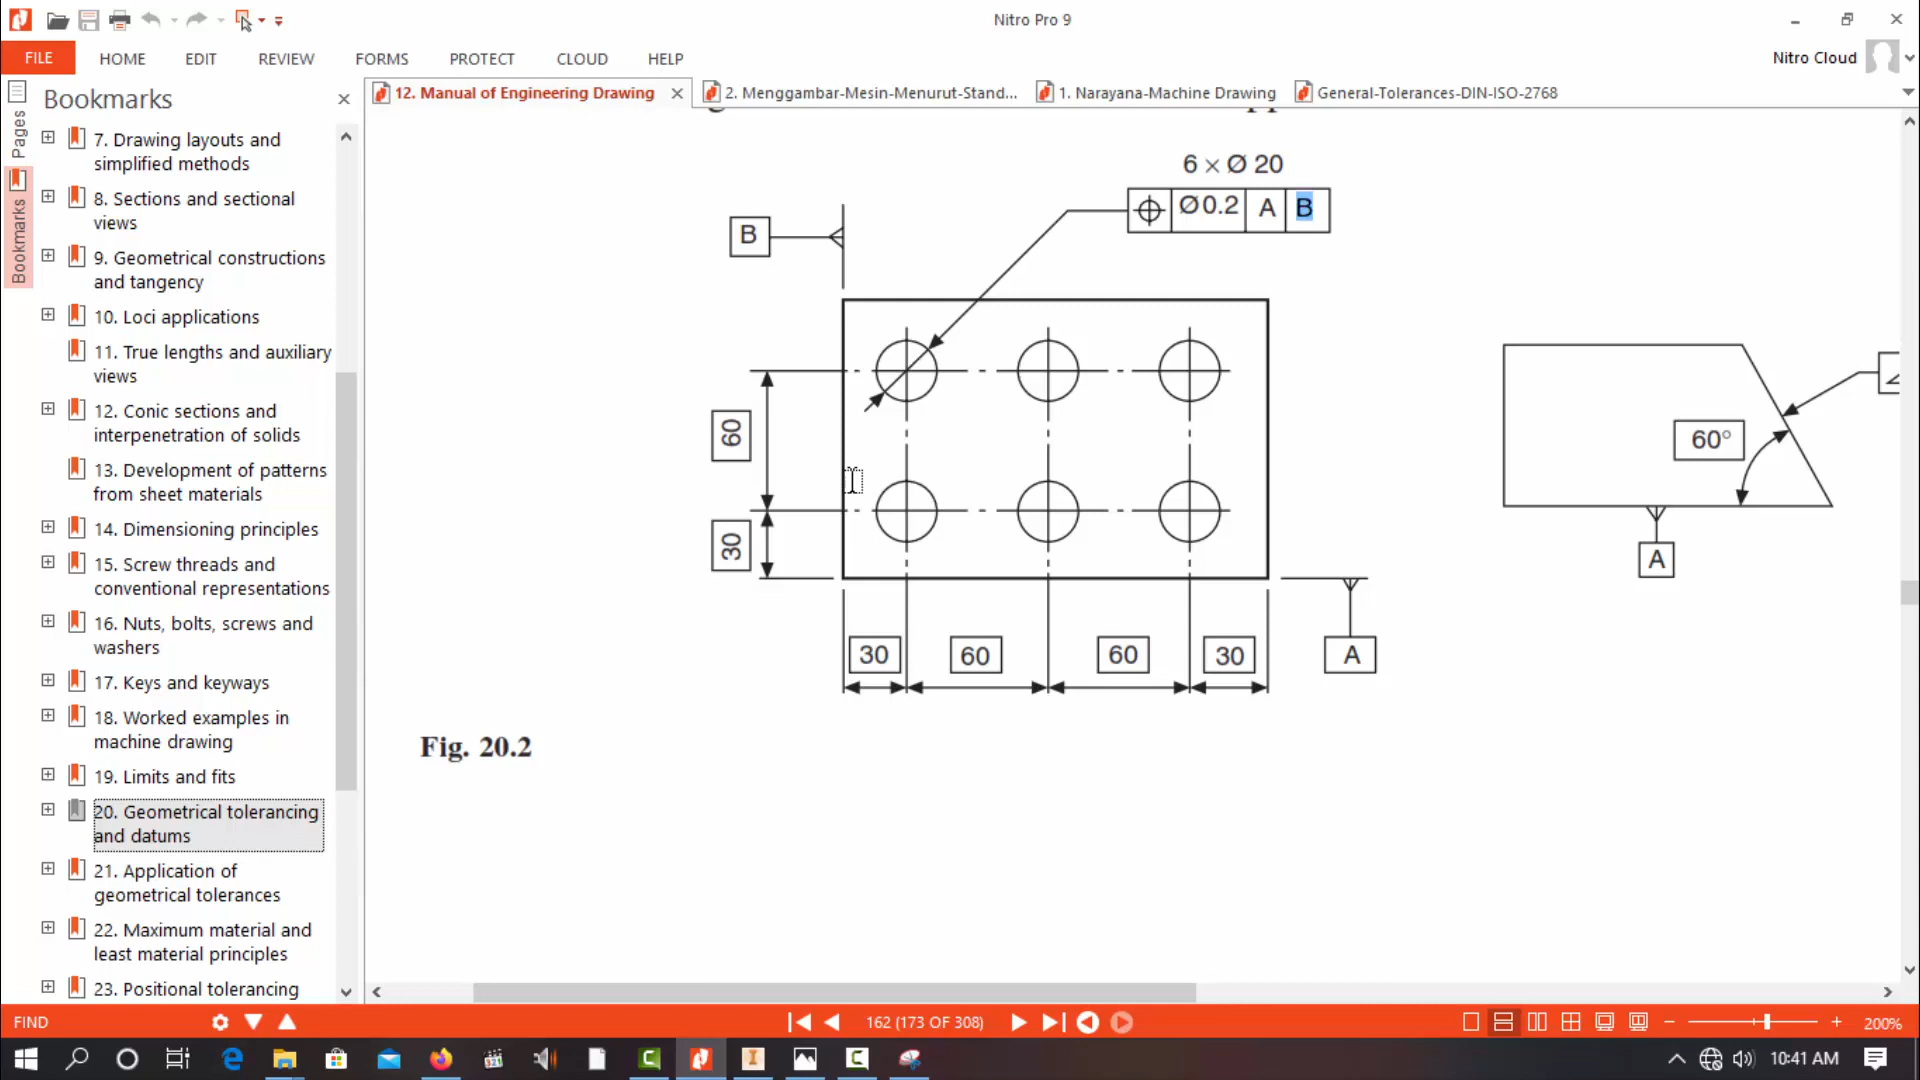 Nitro Pro 9
FILE
HOME
EDIT
REVIEW
FORMS
PROTECT
CLOUD
HELP
Nitro Cloud
12. Manual of Engineering Drawing
2. Menggambar-Mesin-Menurut-Stand...
1. Narayana-Machine Drawing
General-Tolerances-DIN-ISO-2768
Pages
Bookmarks
Bookmarks
7. Drawing layouts and
simplified methods
8. Sections and sectional
views
9. Geometrical constructions
and tangency
10. Loci applications
11. True lengths and auxiliary
views
12. Conic sections and
interpenetration of solids
13. Development of patterns
from sheet materials
14. Dimensioning principles
15. Screw threads and
conventional representations
16. Nuts, bolts, screws and
washers
17. Keys and keyways
18. Worked examples in
machine drawing
19. Limits and fits
20. Geometrical tolerancing
and datums
21. Application of
geometrical tolerances
22. Maximum material and
least material principles
23. Positional tolerancing
6 × Ø 20
Ø0.2 A B
B
60
30
30 60 60 30
A
60°
A
Fig. 20.2
FIND
162 (173 OF 308)
200%
10:41 AM